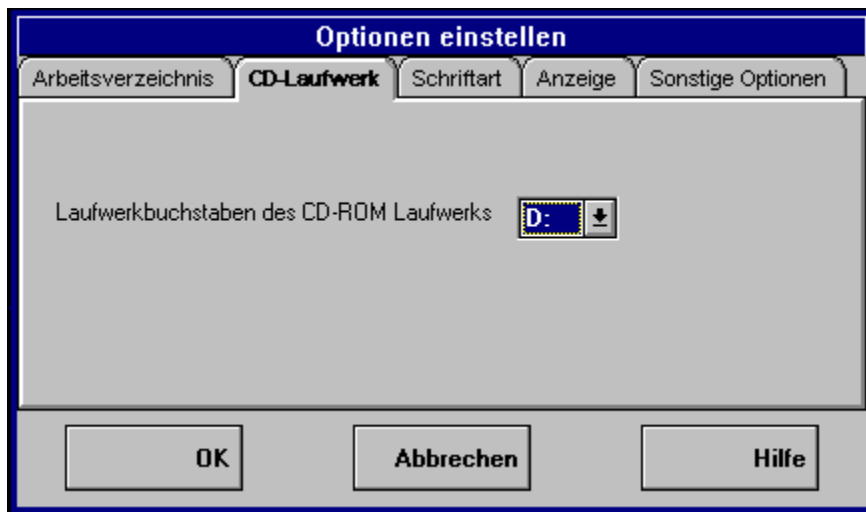 Optionen einstellen
Arbeitsverzeichnis CD-Laufwerk Schriftart Anzeige Sonstige Optionen
Laufwerkbuchstaben des CD-ROM Laufwerks D:
OK Abbrechen Hilfe